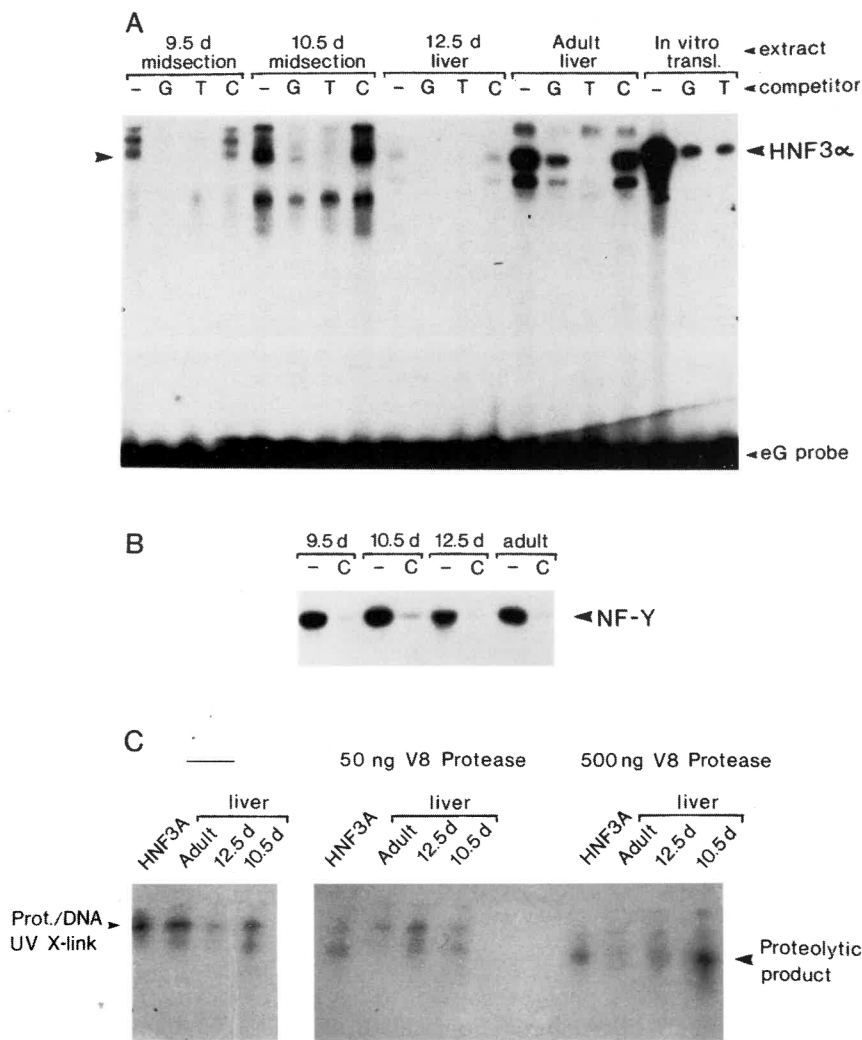 A
9.5 d midsection 10.5 d midsection 12.5 d liver Adult liver In vitro transl. extract
– G T C – G T C – G T C – G T C – G T competitor
HNF3α
eG probe
B
9.5 d 10.5 d 12.5 d adult
– C – C – C – C
NF-Y
C
— 50 ng V8 Protease 500 ng V8 Protease
liver liver liver
HNF3A Adult 12.5 d 10.5 d HNF3A Adult 12.5 d 10.5 d HNF3A Adult 12.5 d 10.5 d
Prot./DNA
UV X-link
Proteolytic
product